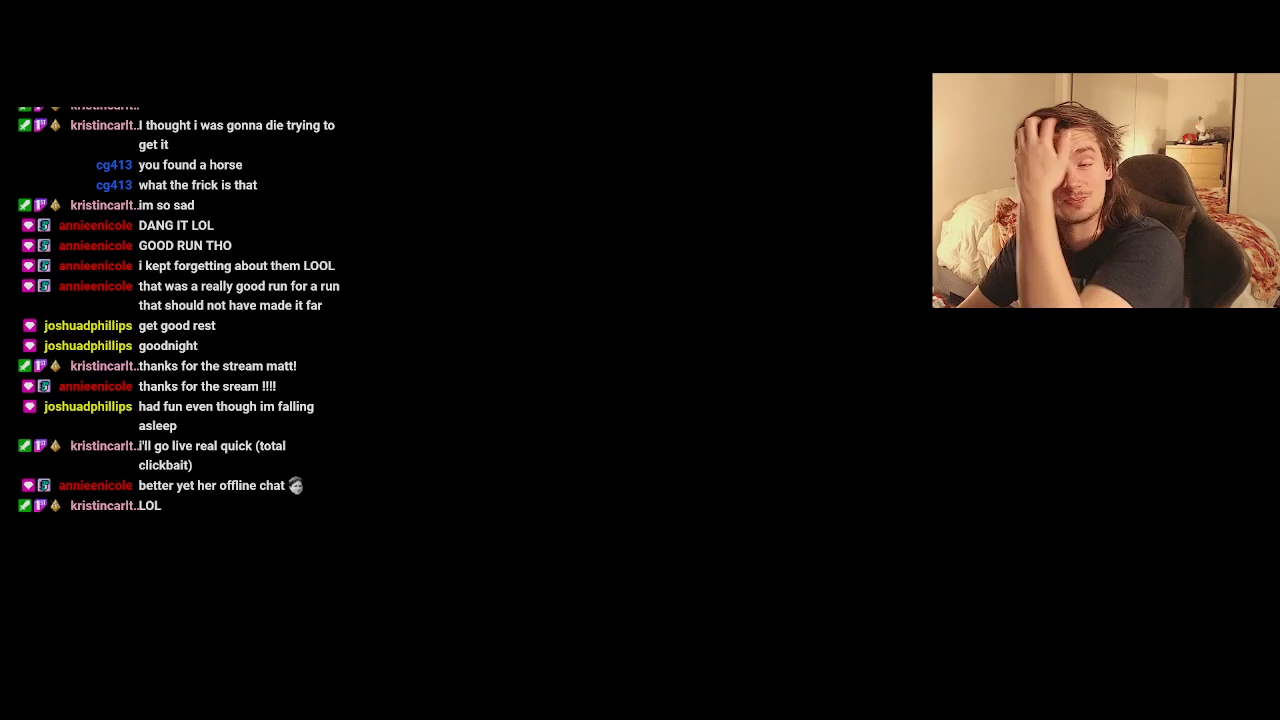 kristincarlt..
kristincarlt..I thought i was gonna die trying to
get it
cg413 you found a horse
cg413 what the frick is that
kristincarlt..im so sad
annieenicole DANG IT LOL
annieenicole GOOD RUN THO
annieenicole i kept forgetting about them LOOL
annieenicole that was a really good run for a run
that should not have made it far
joshuadphillips get good rest
joshuadphillips goodnight
kristincarlt..thanks for the stream matt!
annieenicole thanks for the sream !!!!
joshuadphillips had fun even though im falling
asleep
kristincarlt..i'll go live real quick (total
clickbait)
annieenicole better yet her offline chat
kristincarlt..LOL